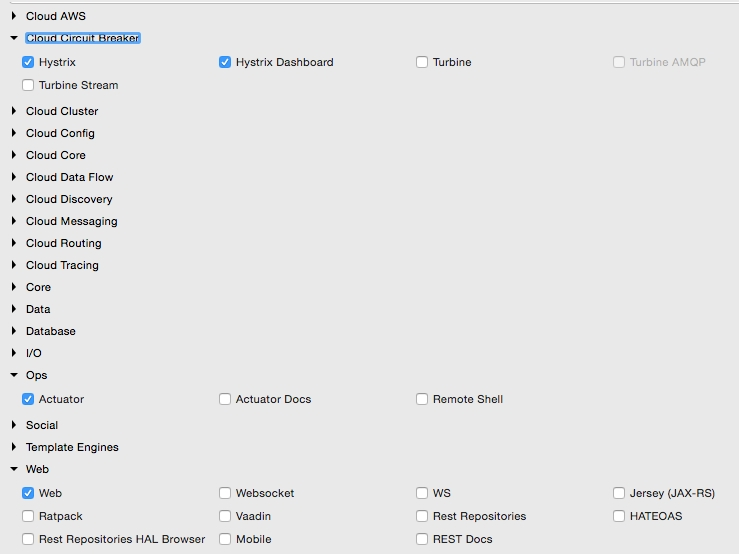 Cloud AWS
Cloud Circuit Breaker
Hystrix Hystrix Dashboard Turbine Turbine AMQP
Turbine Stream
Cloud Cluster
Cloud Config
Cloud Core
Cloud Data Flow
Cloud Discovery
Cloud Messaging
Cloud Routing
Cloud Tracing
Core
Data
Database
I/O
Ops
Actuator Actuator Docs Remote Shell
Social
Template Engines
Web
Web Websocket WS Jersey (JAX-RS)
Ratpack Vaadin Rest Repositories HATEOAS
Rest Repositories HAL Browser Mobile REST Docs